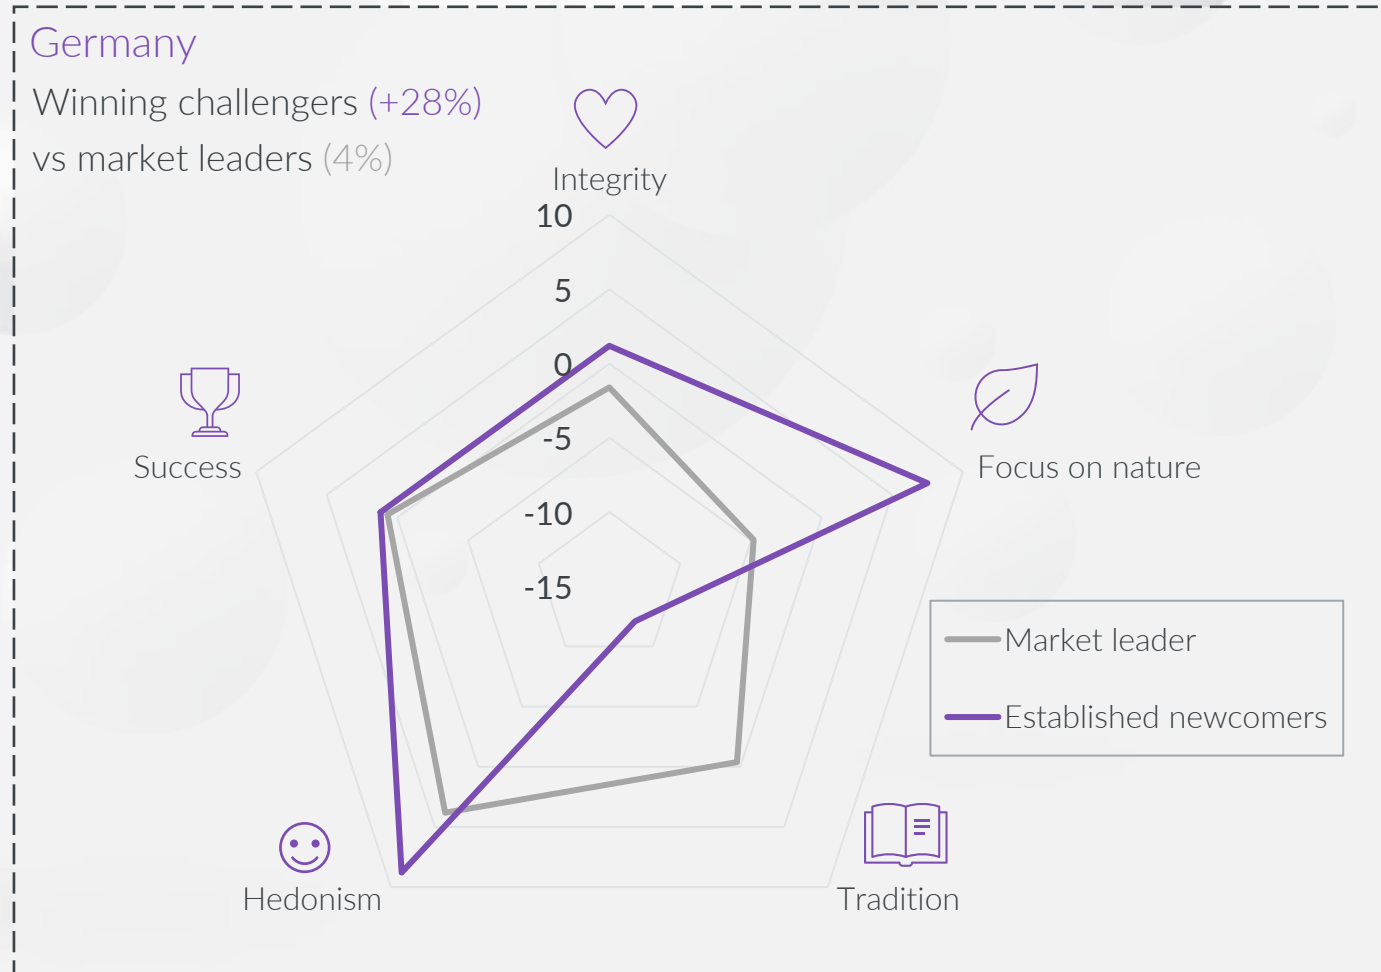 Germany
Winning challengers (+28%)
vs market leaders (4%)
Integrity
10
5
0
-5
-10
-15
Success
Focus on nature
Market leader
Established newcomers
Hedonism
Tradition